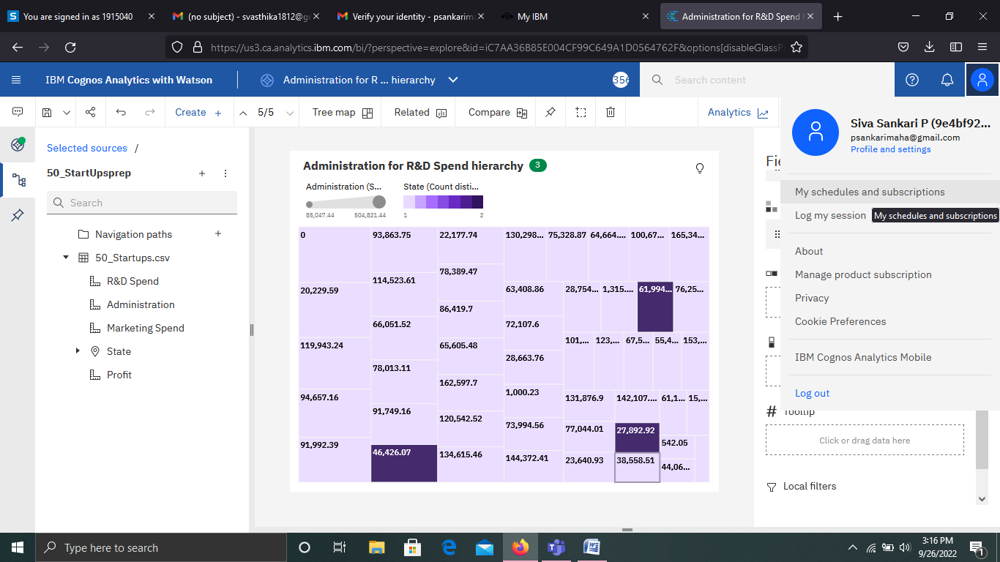 You are signed in as 1915040
(no subject) - svasthika1812@g
Verify your identity - psankarima
My IBM
Administration for R&D Spend
https://us3.ca.analytics.ibm.com/bi/?perspective=explore&id=iC7AA36B85E004CF99C649A1D0564762F&options[disableGlassP
IBM Cognos Analytics with Watson
Administration for R ... hierarchy
356
Search content
Create +
5/5
Tree map
Related
Compare
Analytics
Siva Sankari P (9e4bf92...
psankarimaha@gmail.com
Profile and settings
Selected sources /
50_StartUpsprep
Search
Navigation paths
50_Startups.csv
R&D Spend
Administration
Marketing Spend
State
Profit
Administration for R&D Spend hierarchy 3
Administration (S...
State (Count disti...
85,047.44 504,821.44
1 2
0
20,229.59
119,943.24
94,657.16
91,992.39
93,863.75
114,523.61
66,051.52
78,013.11
91,749.16
46,426.07
22,177.74
78,389.47
86,419.7
65,605.48
162,597.7
120,542.52
134,615.46
130,298... 75,328.87 64,664.... 100,67... 165,34...
63,408.86
72,107.6
28,663.76
1,000.23
73,994.56
144,372.41
28,754... 1,315.... 61,994... 76,25...
101,... 123,... 67,5... 55,4... 153,...
131,876.9 142,107.... 61,1... 15,...
77,044.01 27,892.92
542.05
23,640.93 38,558.51
44,06...
Fie
My schedules and subscriptions
Log my session
My schedules and subscriptions
About
Manage product subscription
Privacy
Cookie Preferences
IBM Cognos Analytics Mobile
Log out
Tooltip
Click or drag data here
Local filters
Type here to search
3:16 PM
9/26/2022
1